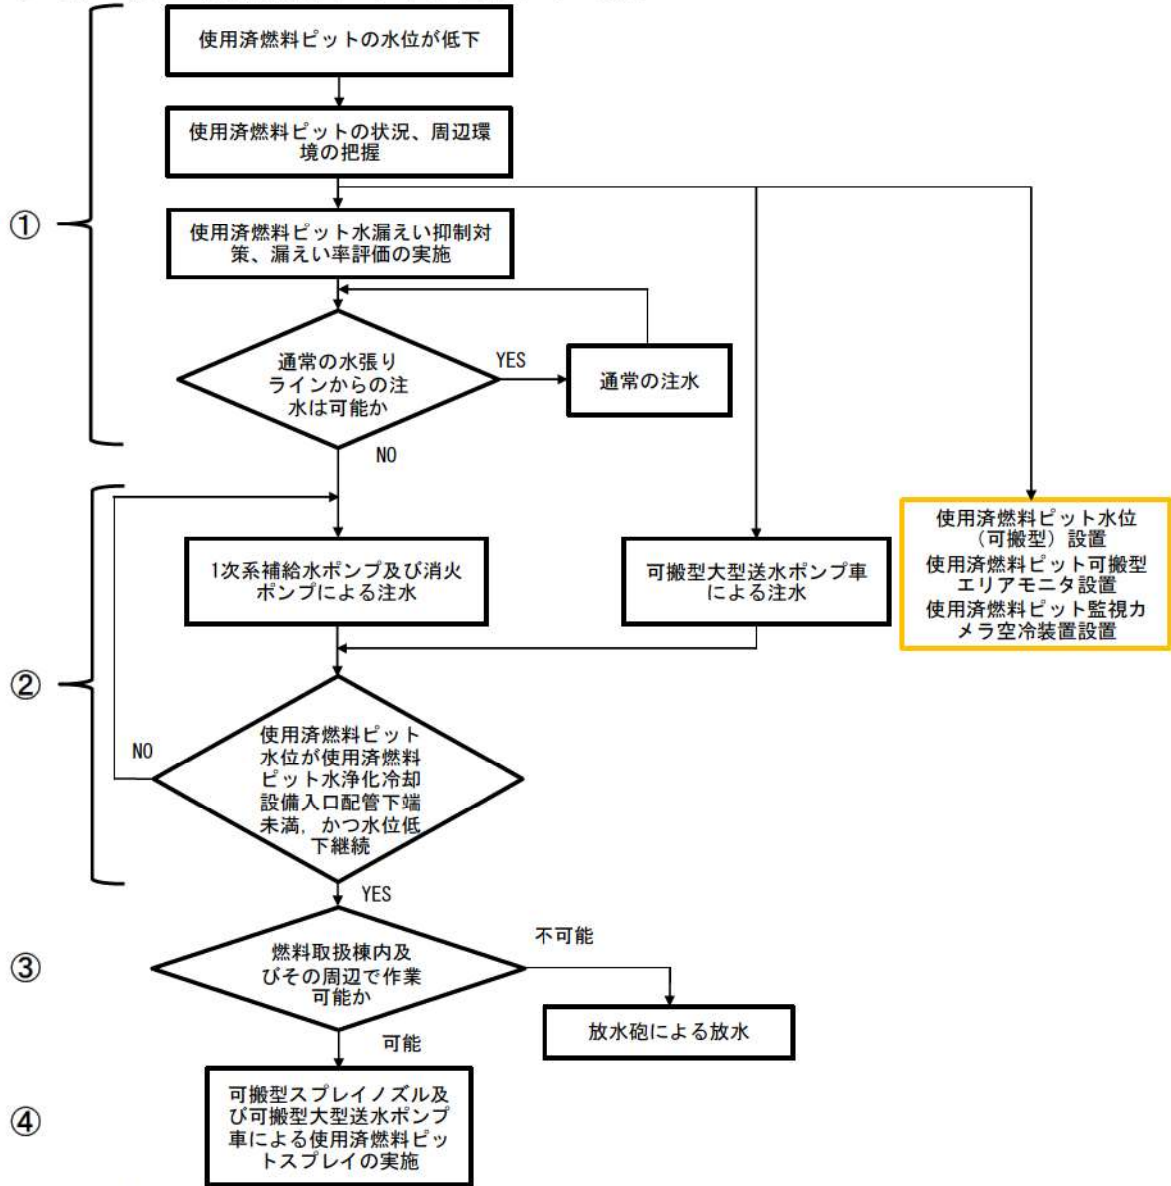 使用済燃料ピットの水位が低下
使用済燃料ピットの状況、周辺環
境の把握
①
使用済燃料ピット水漏えい抑制対
策、漏えい率評価の実施
通常の水張り
ラインからの注
水は可能か
YES
通常の注水
NO
1次系補給水ポンプ及び消火
ポンプによる注水
可搬型大型送水ポンプ車
による注水
使用済燃料ピット水位
（可搬型）設置
使用済燃料ピット可搬型
エリアモニタ設置
使用済燃料ピット監視カ
メラ空冷装置設置
②
NO
使用済燃料ピット
水位が使用済燃料
ピット水浄化冷却
設備入口配管下端
未満，かつ水位低
下継続
YES
③
燃料取扱棟内及
びその周辺で作業
可能か
不可能
放水砲による放水
可能
④
可搬型スプレイノズル及
び可搬型大型送水ポンプ
車による使用済燃料ピッ
トスプレイの実施